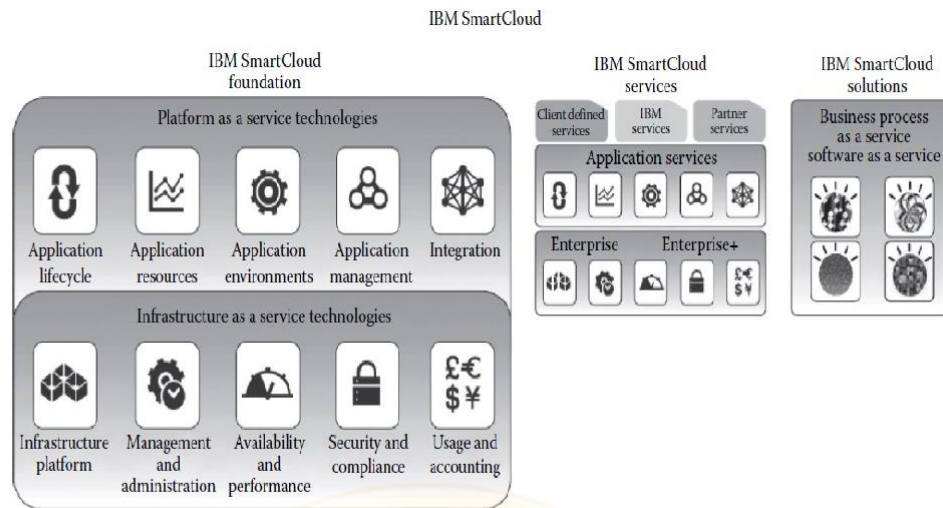 IBM SmartCloud
IBM SmartCloud
foundation
Platform as a service technologies
Application
lifecycle
Application
resources
Application
environments
Application
management
Integration
Infrastructure as a service technologies
£€
$¥
Infrastructure
platform
Management
and
administration
Availability
and
performance
Security and
compliance
Usage and
accounting
IBM SmartCloud
services
Client defined
services
IBM
services
Partner
services
Application services
Enterprise
Enterprise+
£€
$¥
IBM SmartCloud
solutions
Business process
as a service
software as a service